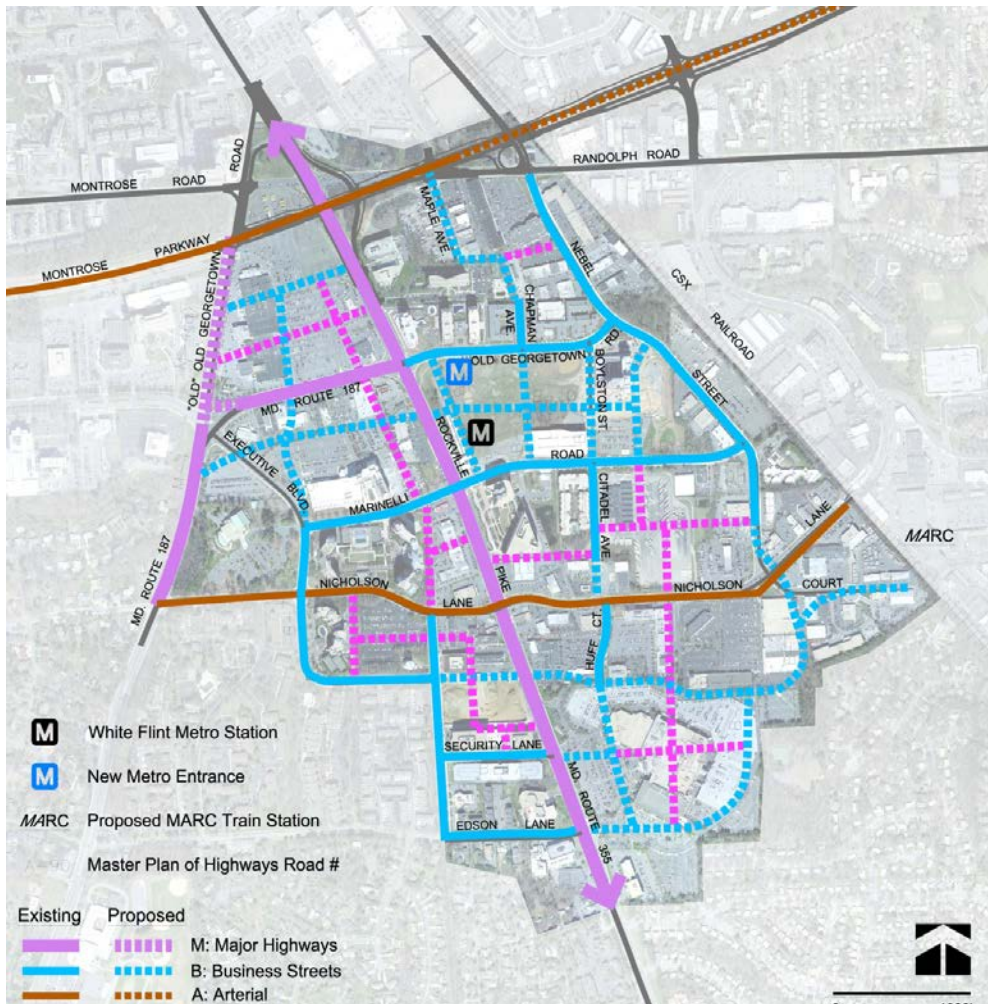 ROAD
RANDOLPH ROAD
MONTROSE ROAD
MAPLE AVE.
MONTROSE PARKWAY
NEBEL STREET
CSX RAILROAD
"OLD" OLD GEORGETOWN
CHAPMAN AVE.
OLD GEORGETOWN RD.
BOYLSTON ST.
M
MD. ROUTE 187
ROCKVILLE PIKE
M
EXECUTIVE BLVD.
MARINELLI ROAD
CITADEL AVE.
MARC
MD. ROUTE 187
NICHOLSON LANE
NICHOLSON LANE
COURT
HUFF CT.
M White Flint Metro Station
SECURITY LANE
M New Metro Entrance
MD. ROUTE 355
MARC Proposed MARC Train Station
EDSON LANE
Master Plan of Highways Road #
Existing Proposed
M: Major Highways
B: Business Streets
A: Arterial